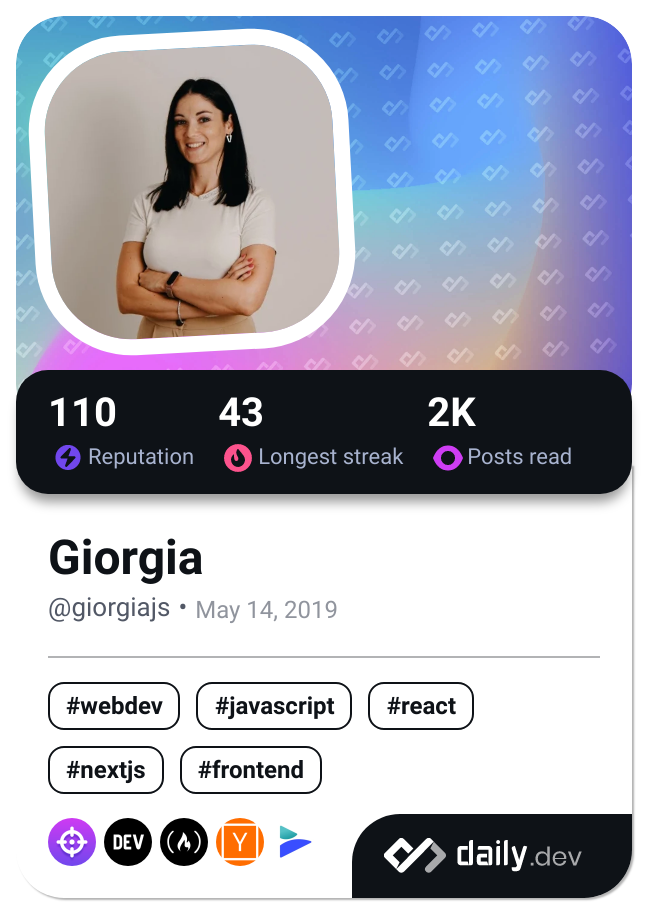 110 43 2K
Reputation Longest streak Posts read
Giorgia
@giorgiajs • May 14, 2019
#webdev #javascript #react
#nextjs #frontend
DEV Y daily.dev